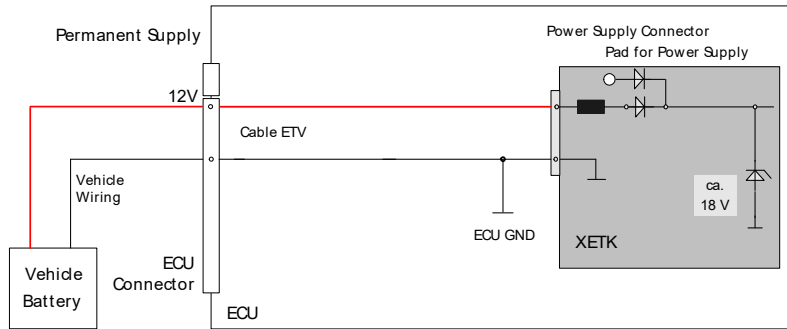 Permanent Supply
Power Supply Connector
Pad for Power Supply
12V
Cable ETV
Vehicle
Wiring
ca.
18 V
ECU GND
XETK
ECU
Connector
Vehicle
Battery
ECU